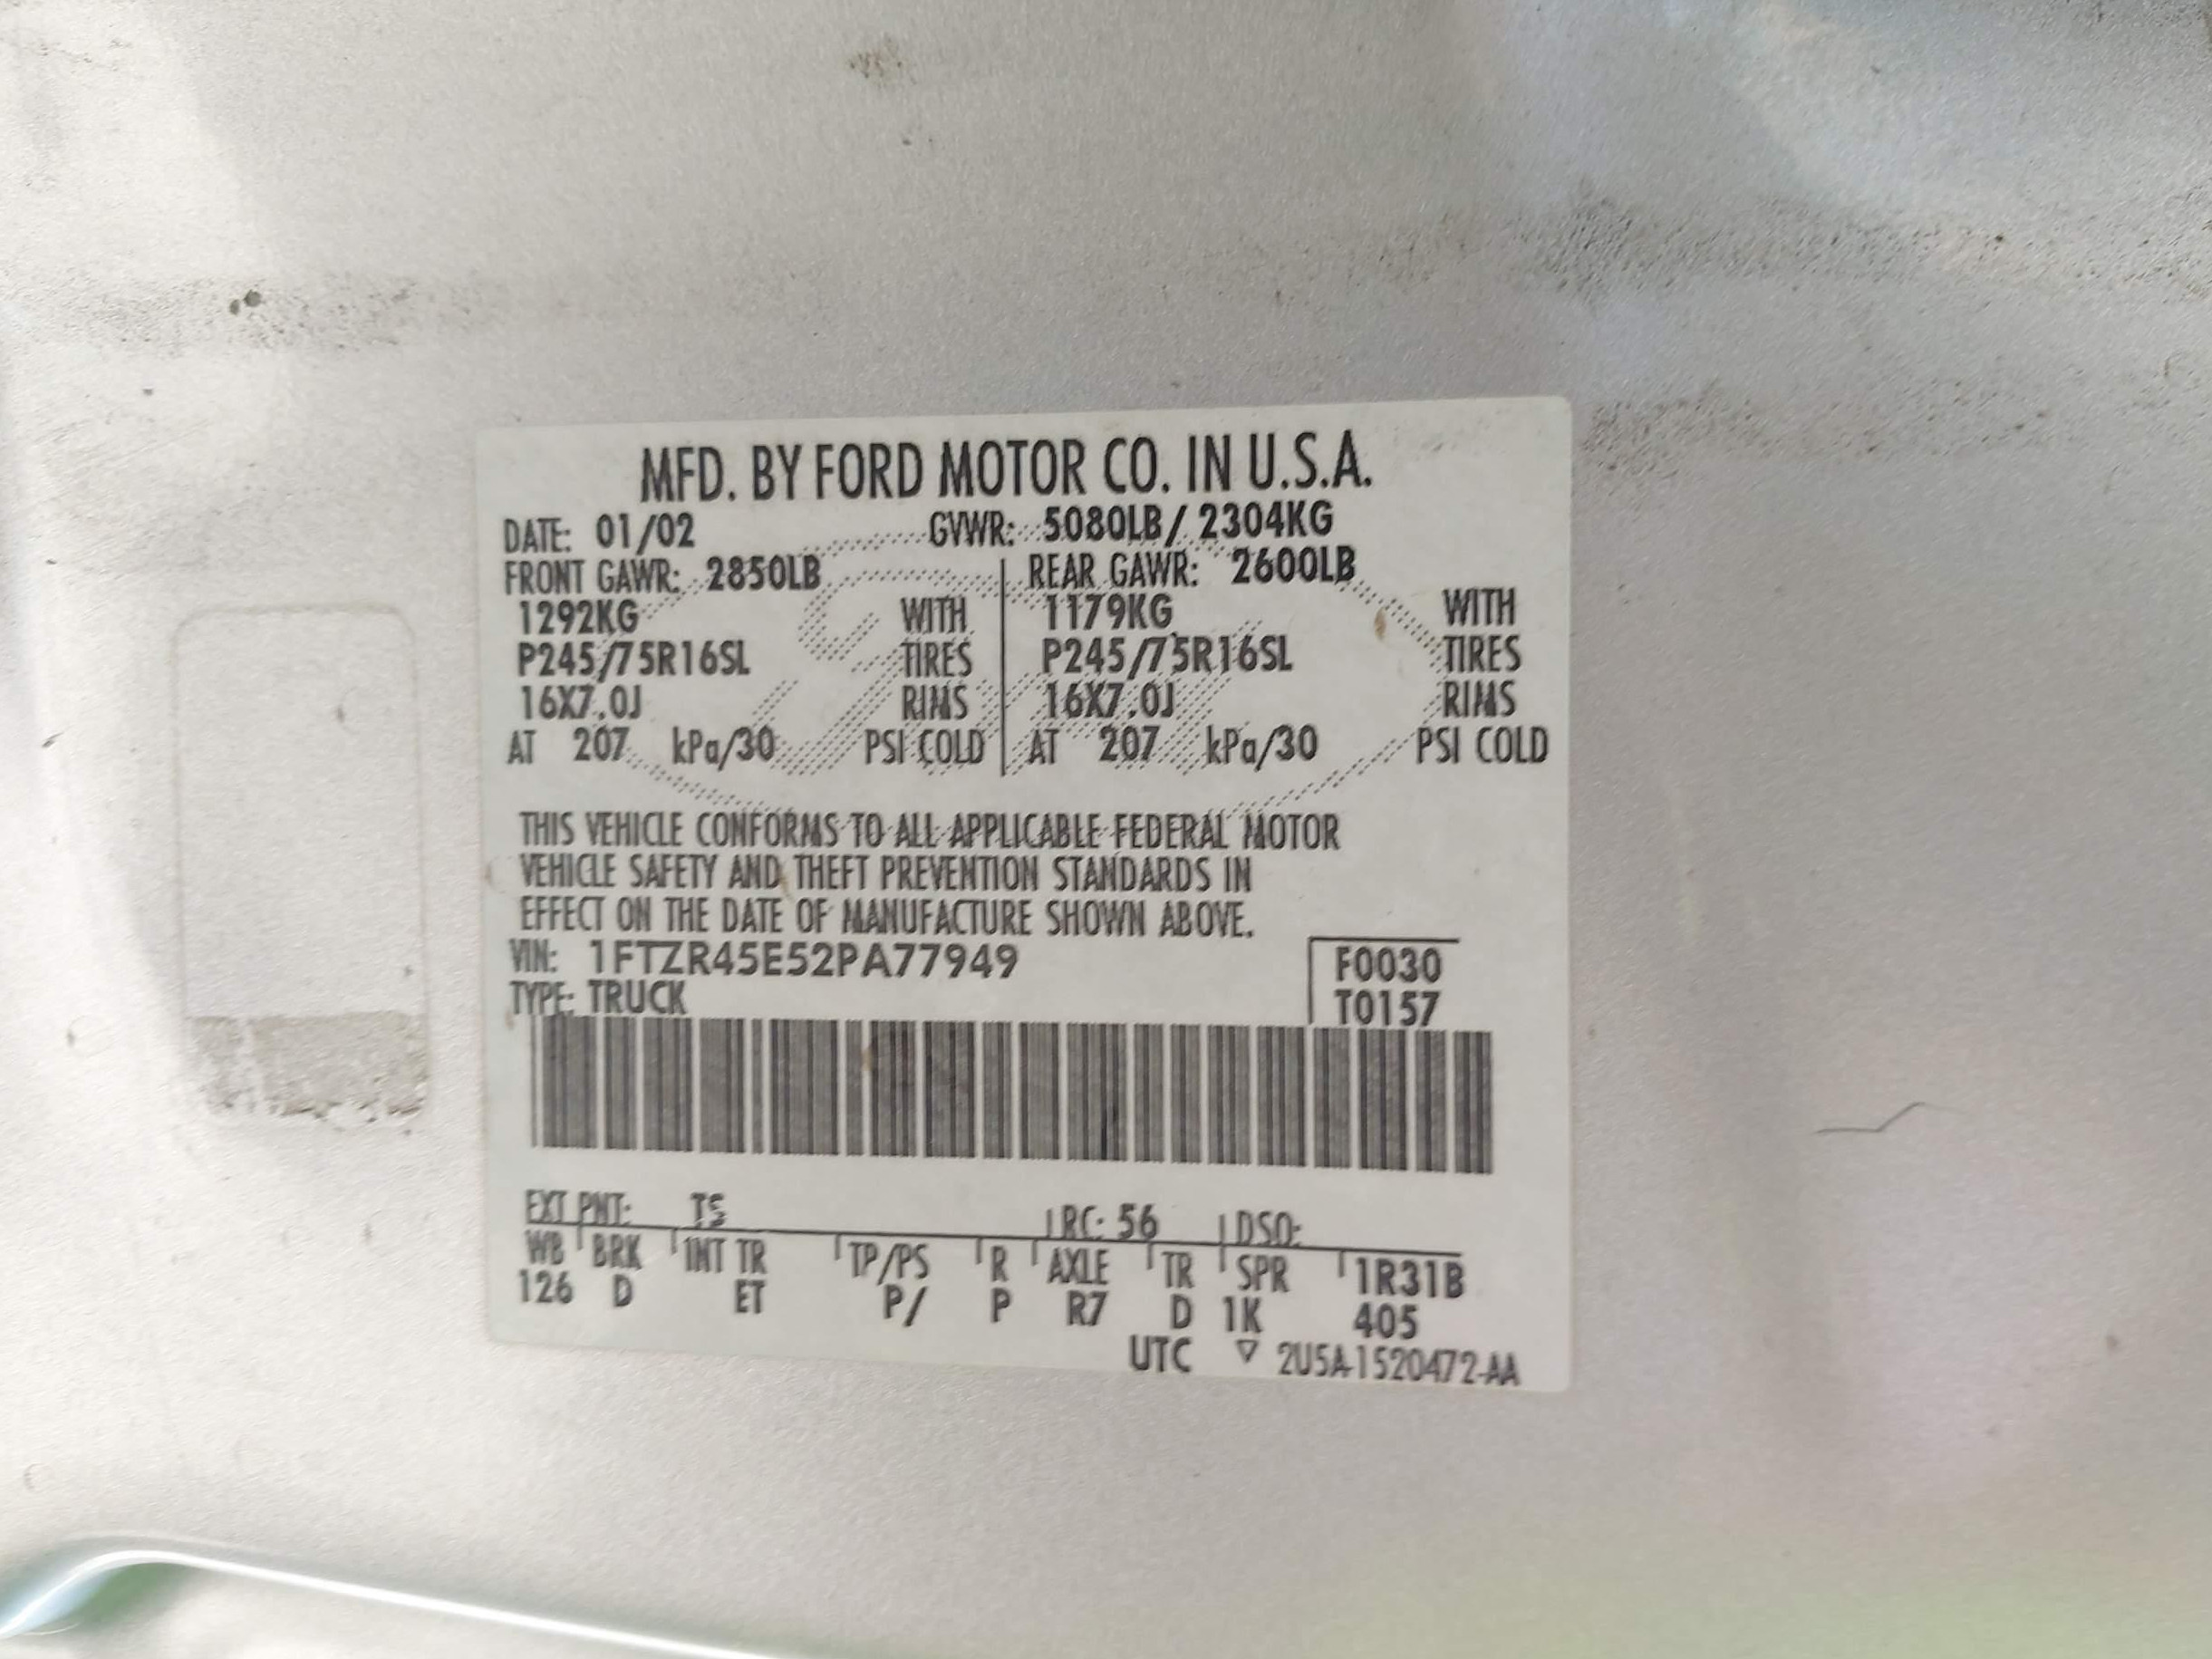 MFD. BY FORD MOTOR CO. IN U.S.A.
DATE: 01/02 GVWR: 5080LB/ 2304KG
FRONT GAWR: 2850LB REAR GAWR: 2600LB
1292KG WITH 1179KG WITH
P245/75R16SL TIRES P245/75R16SL TIRES
16X7.0J RIMS 16X7.0J RIMS
AT 207 kPa/30 PSI COLD AT 207 kPa/30 PSI COLD
THIS VEHICLE CONFORMS TO ALL APPLICABLE FEDERAL MOTOR
VEHICLE SAFETY AND THEFT PREVENTION STANDARDS IN
EFFECT ON THE DATE OF MANUFACTURE SHOWN ABOVE.
VIN: 1FTZR45E52PA77949 F0030
TYPE: TRUCK T0157
EXT PNT: TS RC: 56 DSO:
WB BRK INT TR TP/PS R AXLE TR SPR 1R31B
126 D ET P/ P R7 D 1K 405
UTC ▽ 2U5A-1520472-AA